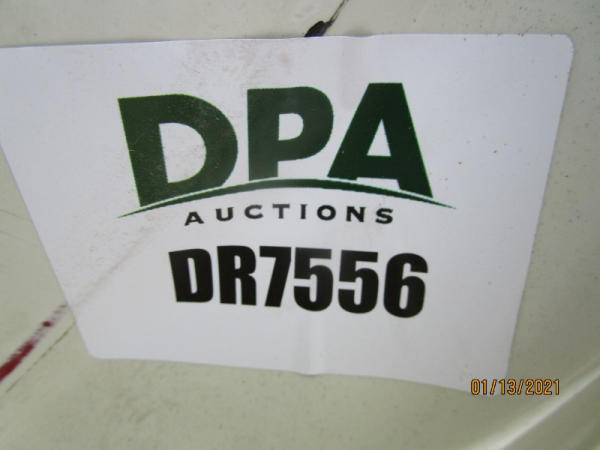 DPA
AUCTIONS
DR7556
01/13/2021